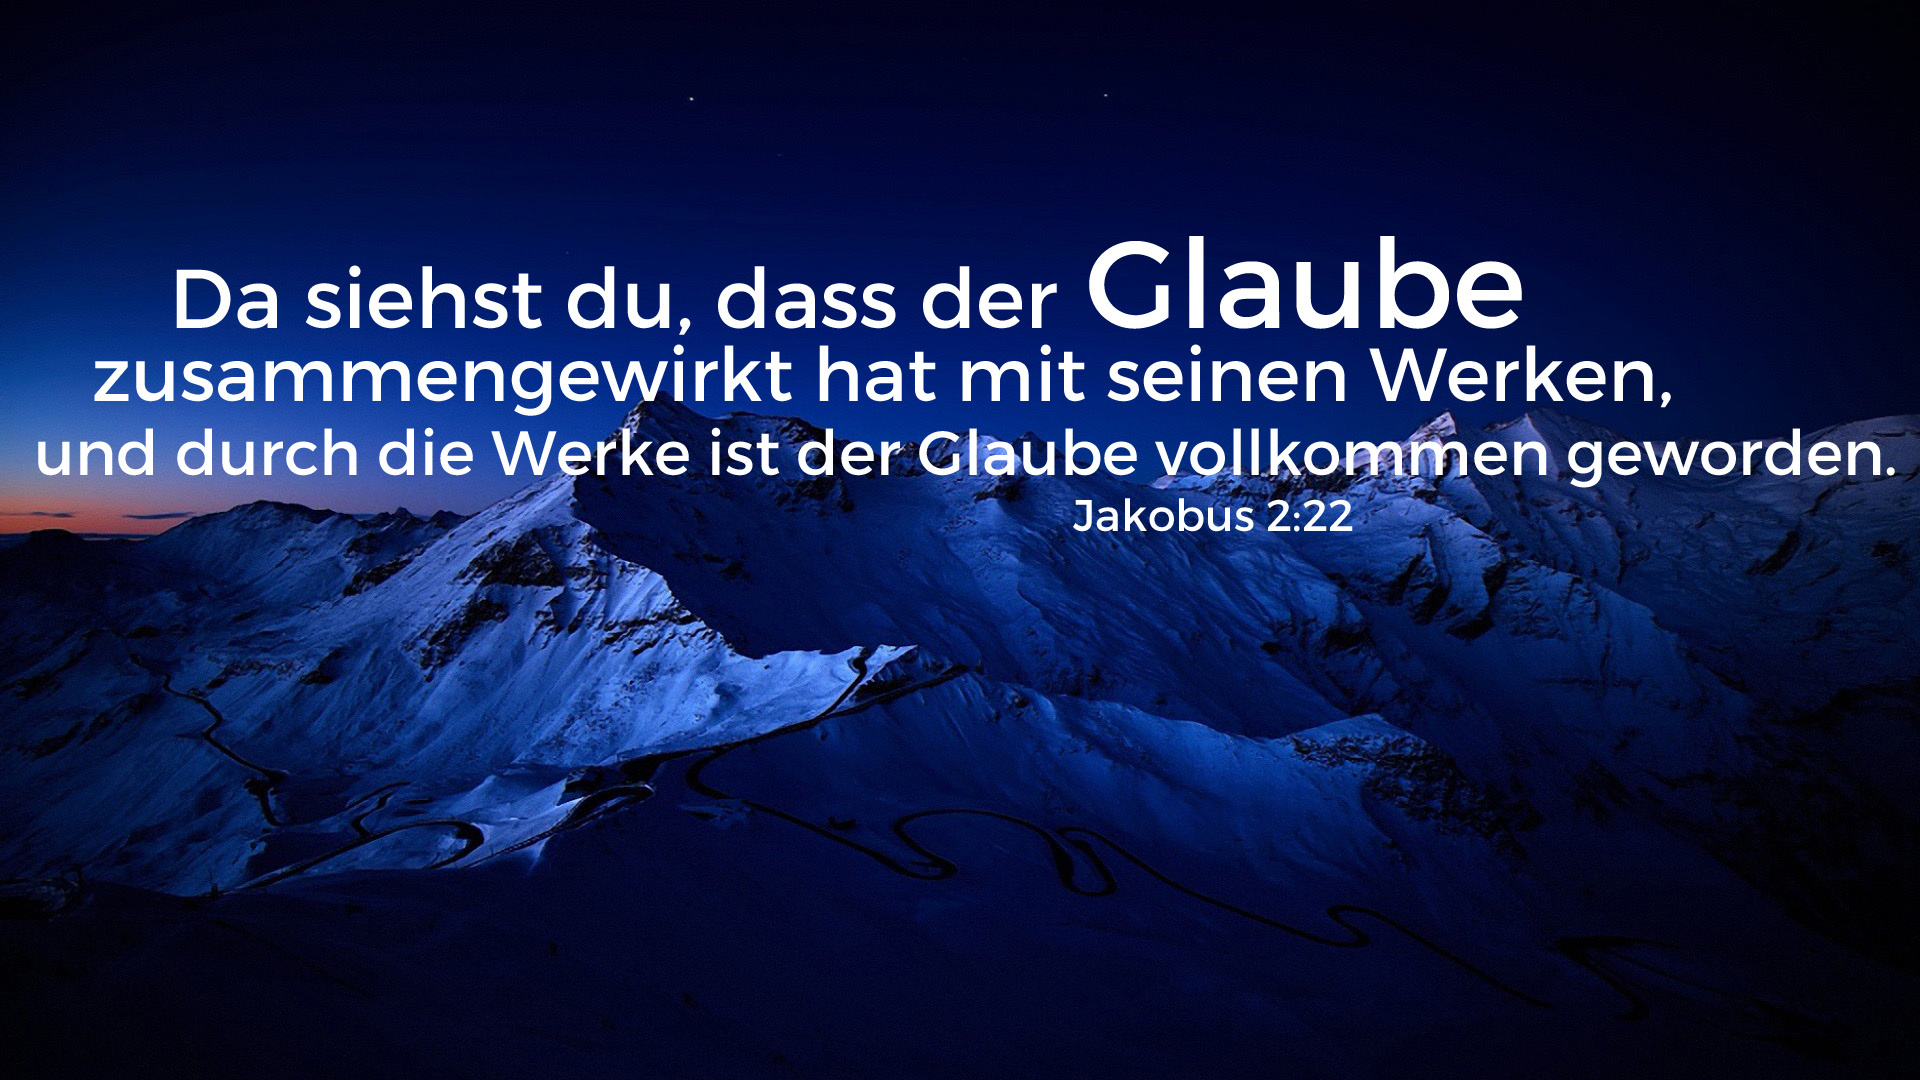 Da siehst du, dass der Glaube
zusammengewirkt hat mit seinen Werken,
und durch die Werke ist der Glaube vollkommen geworden.
Jakobus 2:22